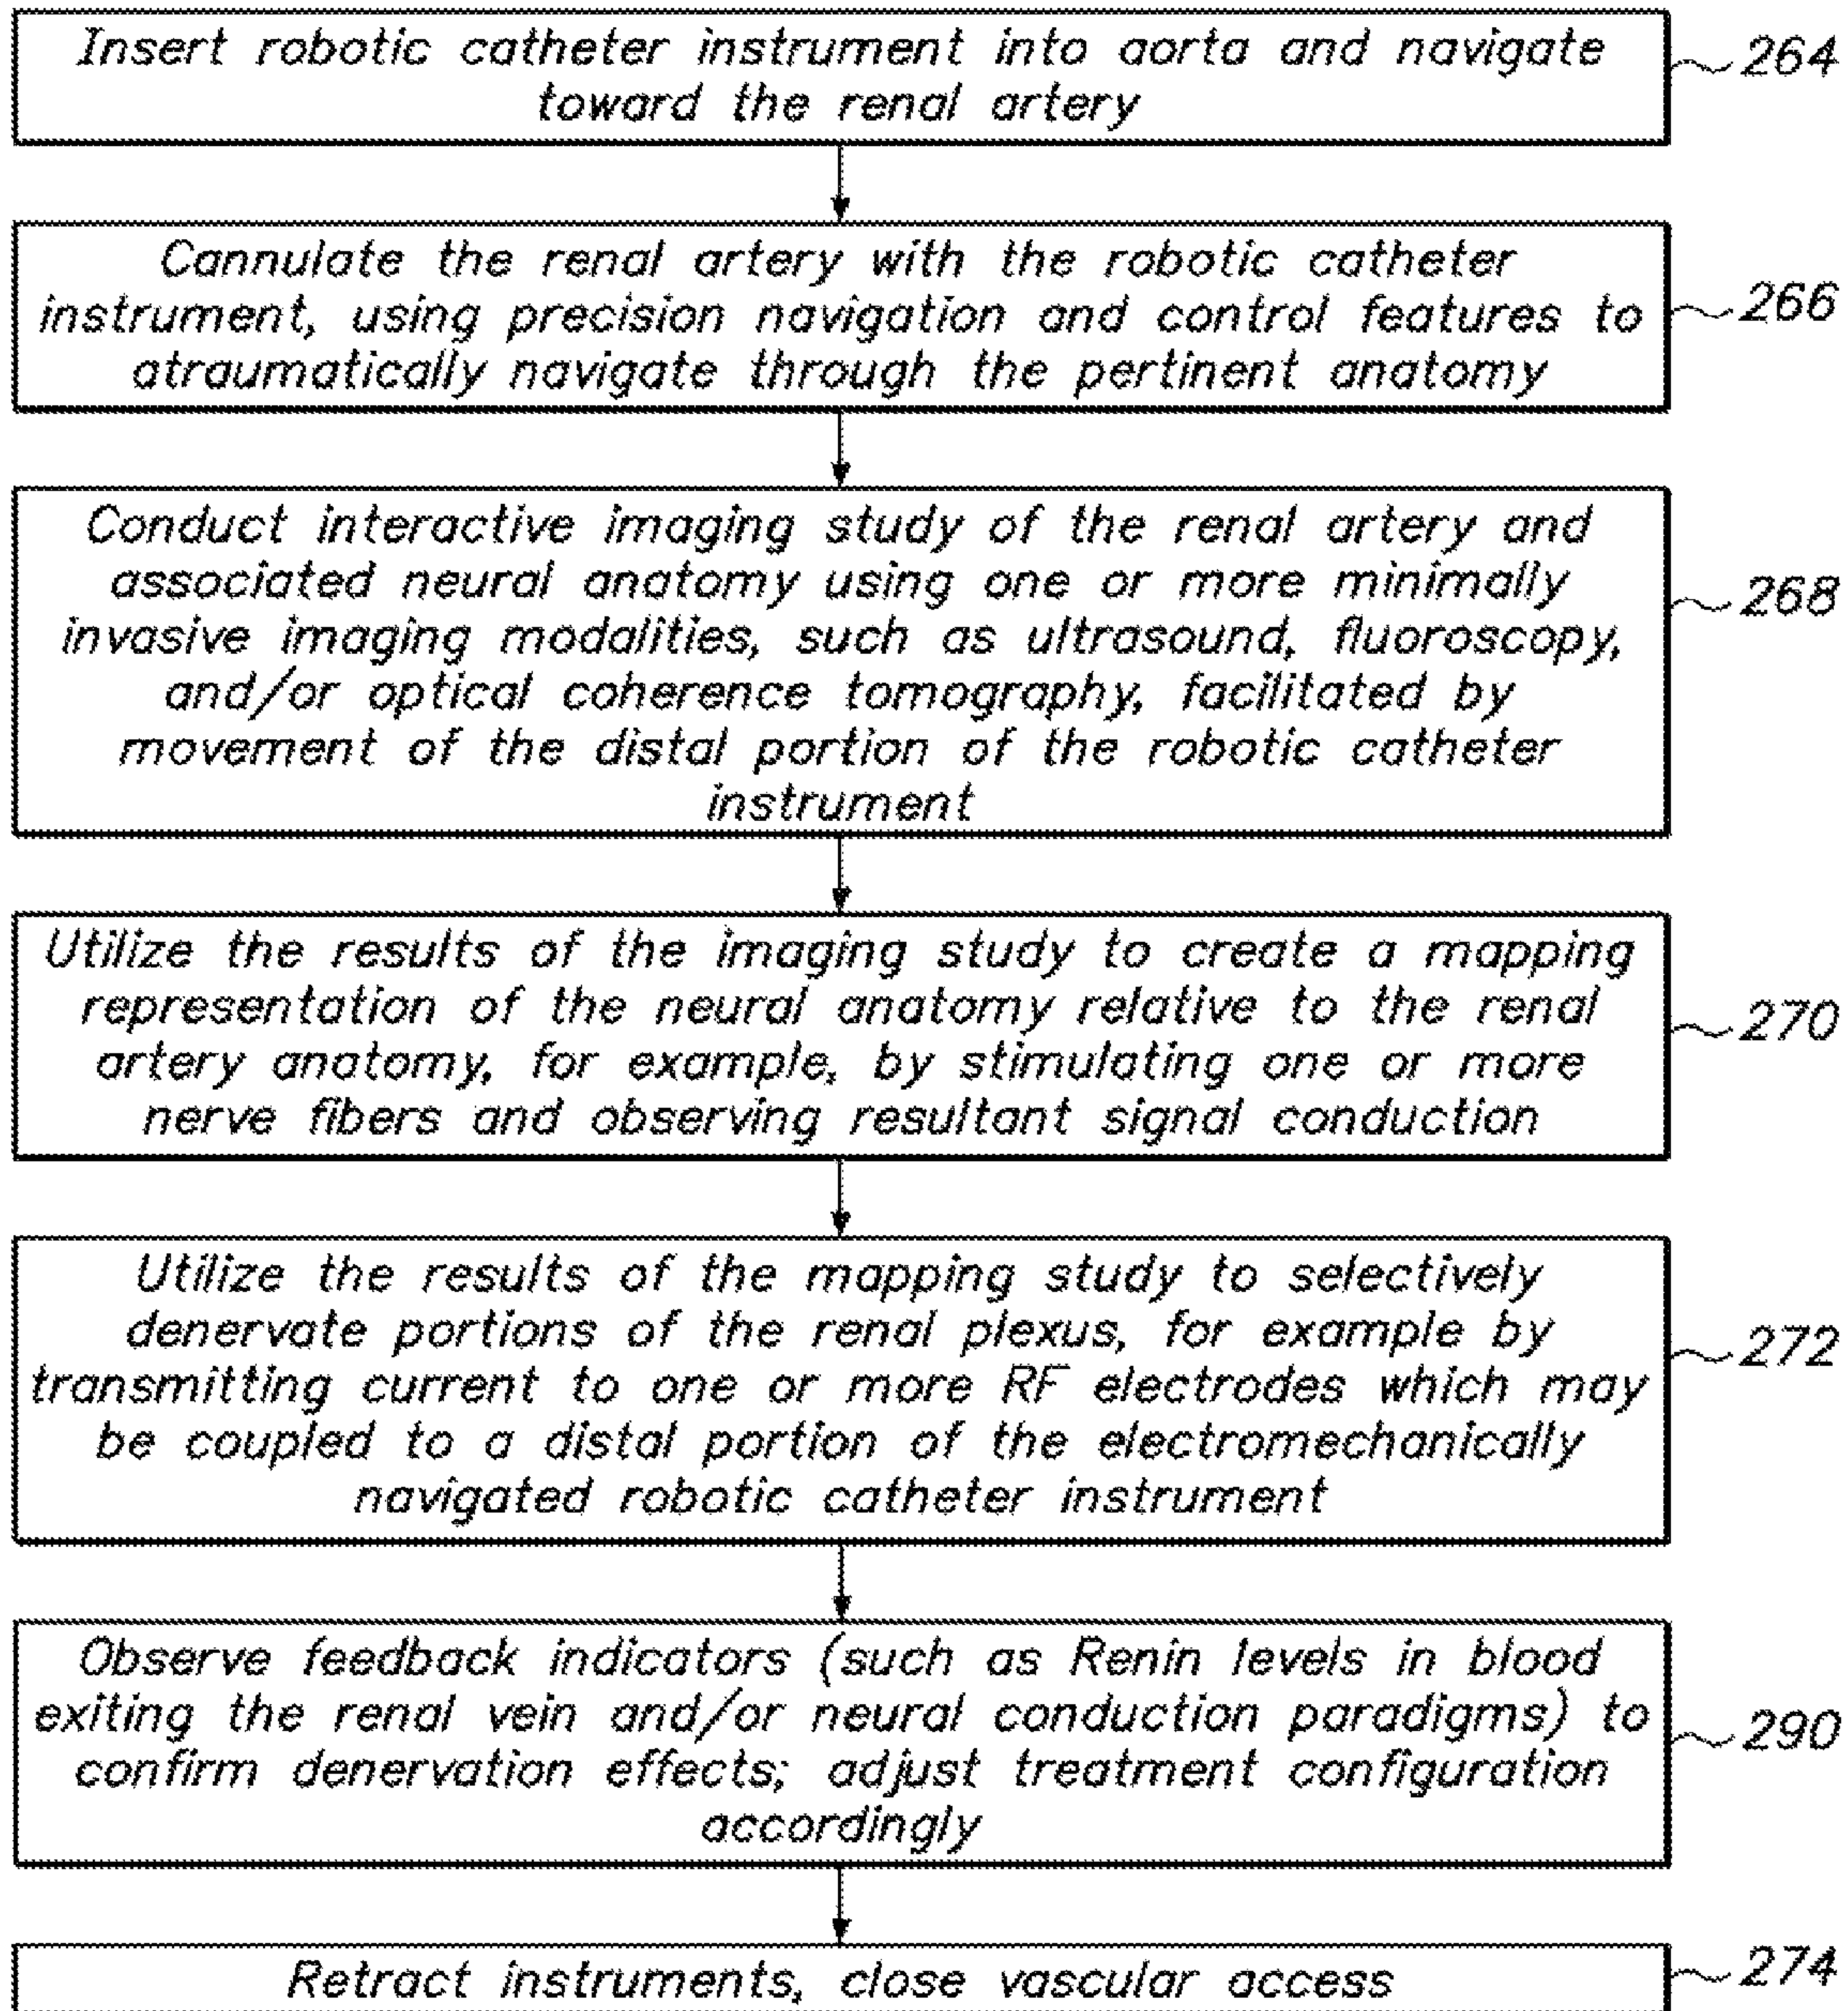 Insert robotic catheter instrument into aorta and navigate
toward the renal artery
264
Cannulate the renal artery with the robotic catheter
instrument, using precision navigation and control features to
atraumatically navigate through the pertinent anatomy
266
Conduct interactive imaging study of the renal artery and
associated neural anatomy using one or more minimally
invasive imaging modalities, such as ultrasound, fluoroscopy,
and/or optical coherence tomography, facilitated by
movement of the distal portion of the robotic catheter
instrument
268
Utilize the results of the imaging study to create a mapping
representation of the neural anatomy relative to the renal
artery anatomy, for example, by stimulating one or more
nerve fibers and observing resultant signal conduction
270
Utilize the results of the mapping study to selectively
denervate portions of the renal plexus, for example by
transmitting current to one or more RF electrodes which may
be coupled to a distal portion of the electromechanically
navigated robotic catheter instrument
272
Observe feedback indicators (such as Renin levels in blood
exiting the renal vein and/or neural conduction paradigms) to
confirm denervation effects; adjust treatment configuration
accordingly
290
Retract instruments, close vascular access
274